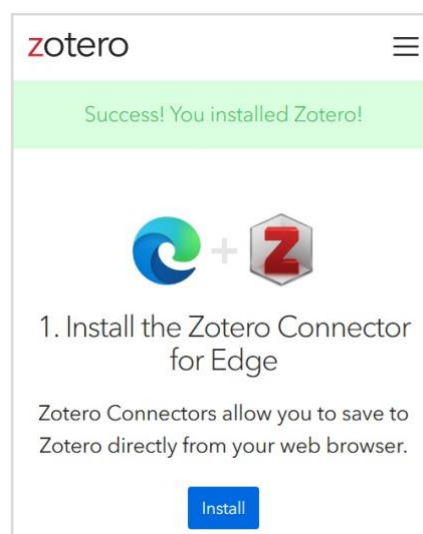 zotero
Success! You installed Zotero!
Z
1. Install the Zotero Connector
for Edge
Zotero Connectors allow you to save to
Zotero directly from your web browser.
Install